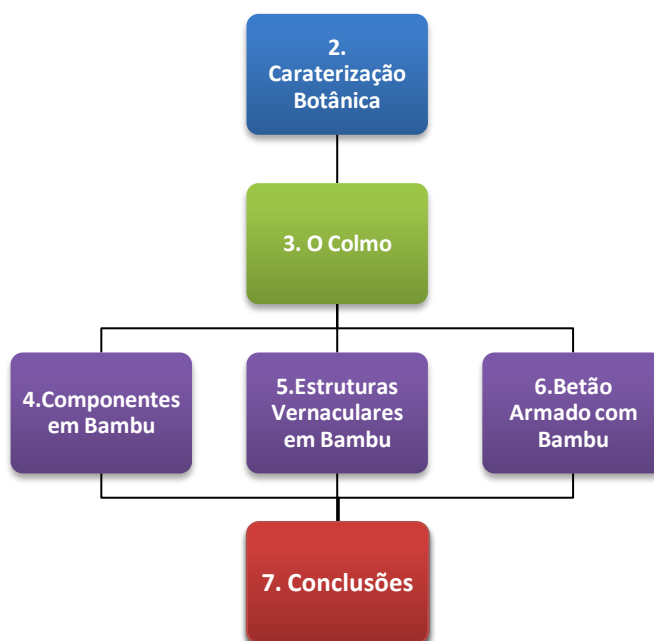 2.
Caraterização
Botânica
3. O Colmo
4.Componentes
em Bambu
5.Estruturas
Vernaculares
em Bambu
6.Betão
Armado com
Bambu
7. Conclusões